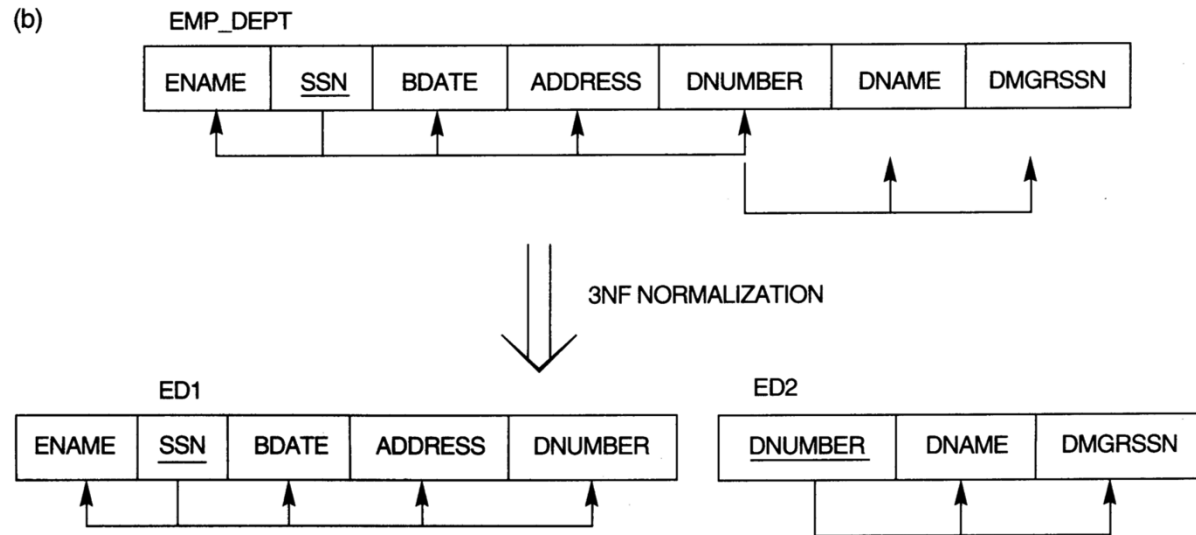 (b)
EMP_DEPT
ENAME SSN BDATE ADDRESS DNUMBER DNAME DMGRSSN
3NF NORMALIZATION
ED1 ED2
ENAME SSN BDATE ADDRESS DNUMBER DNUMBER DNAME DMGRSSN